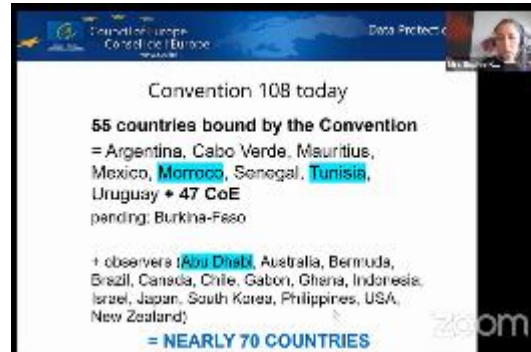 Council of Europe
Conseil de l'Europe
Data Protect
Convention 108 today
55 countries bound by the Convention
= Argentina, Cabo Verde, Mauritius,
Mexico, Morroco, Senegal, Tunisia,
Uruguay + 47 CoE
pending: Burkina-Faso
+ observers (Abu Dhabi, Australia, Bermuda,
Brazil, Canada, Chile, Gabon, Ghana, Indonesia,
Israel, Japan, South Korea, Philippines, USA,
New Zealand)
= NEARLY 70 COUNTRIES
zoom